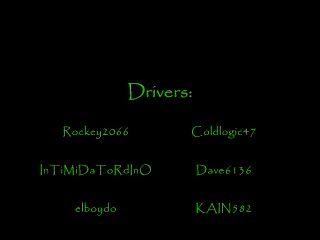 Drivers:
Rockey2066 Coldlogic47
InTiMiDaToRdInO Dave6136
elboydo KAIN582